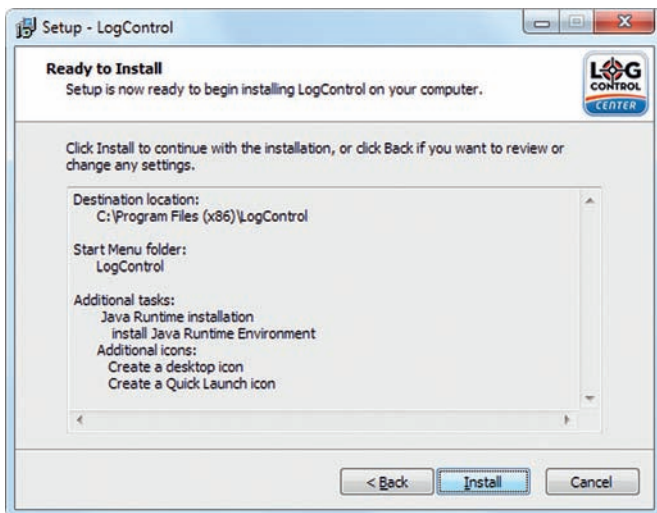 Setup - LogControl
Ready to Install
Setup is now ready to begin installing LogControl on your computer.
LOG
CONTROL
CENTER
Click Install to continue with the installation, or click Back if you want to review or
change any settings.
Destination location:
C:\Program Files (x86)\LogControl
Start Menu folder:
LogControl
Additional tasks:
Java Runtime installation
install Java Runtime Environment
Additional icons:
Create a desktop icon
Create a Quick Launch icon
< Back
Install
Cancel